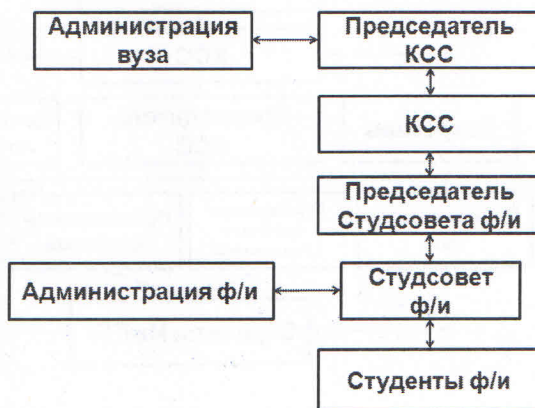 Администрация
вуза
Председатель
КСС
КСС
Председатель
Студсовета ф/и
Администрация ф/и
Студсовет
ф/и
Студенты ф/и